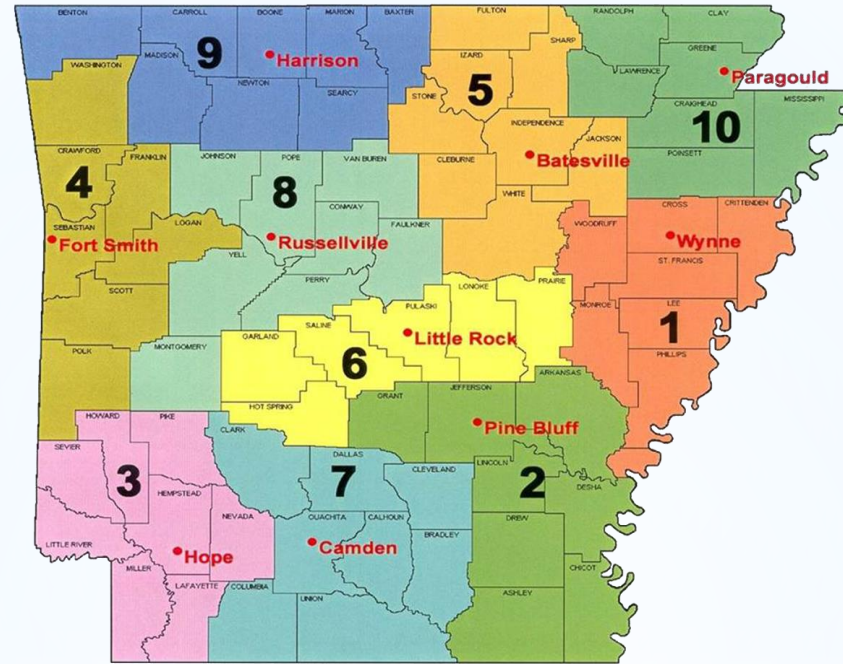 BENTON
CARROLL
BOONE
MARION
BAXTER
FULTON
RANDOLPH
CLAY
9
Harrison
SHARP
GREENE
WASHINGTON
MADISON
IZARD
NEWTON
SEARCY
STONE
5
LAWRENCE
Paragould
MISSISSIPPI
CRAIGHEAD
10
INDEPENDENCE
JACKSON
Batesville
POINSETT
CRAWFORD
FRANKLIN
JOHNSON
POPE
VAN BUREN
CLEBURNE
4
8
WHITE
CONWAY
CROSS
CRITTENDEN
SEBASTIAN
Fort Smith
LOGAN
Russellville
FAULKNER
WOODRUFF
Wynne
YELL
ST. FRANCIS
SCOTT
PERRY
LONOKE
PRAIRIE
MONROE
LEE
1
PULASKI
SALINE
Little Rock
GARLAND
6
POLK
MONTGOMERY
PHILLIPS
ARKANSAS
HOT SPRING
GRANT
JEFFERSON
Pine Bluff
HOWARD
PIKE
CLARK
SEVIER
DALLAS
CLEVELAND
LINCOLN
3
7
2
DESHA
HEMPSTEAD
NEVADA
OUACHITA
CALHOUN
DREW
BRADLEY
LITTLE RIVER
Hope
Camden
MILLER
LAFAYETTE
COLUMBIA
UNION
CHICOT
ASHLEY